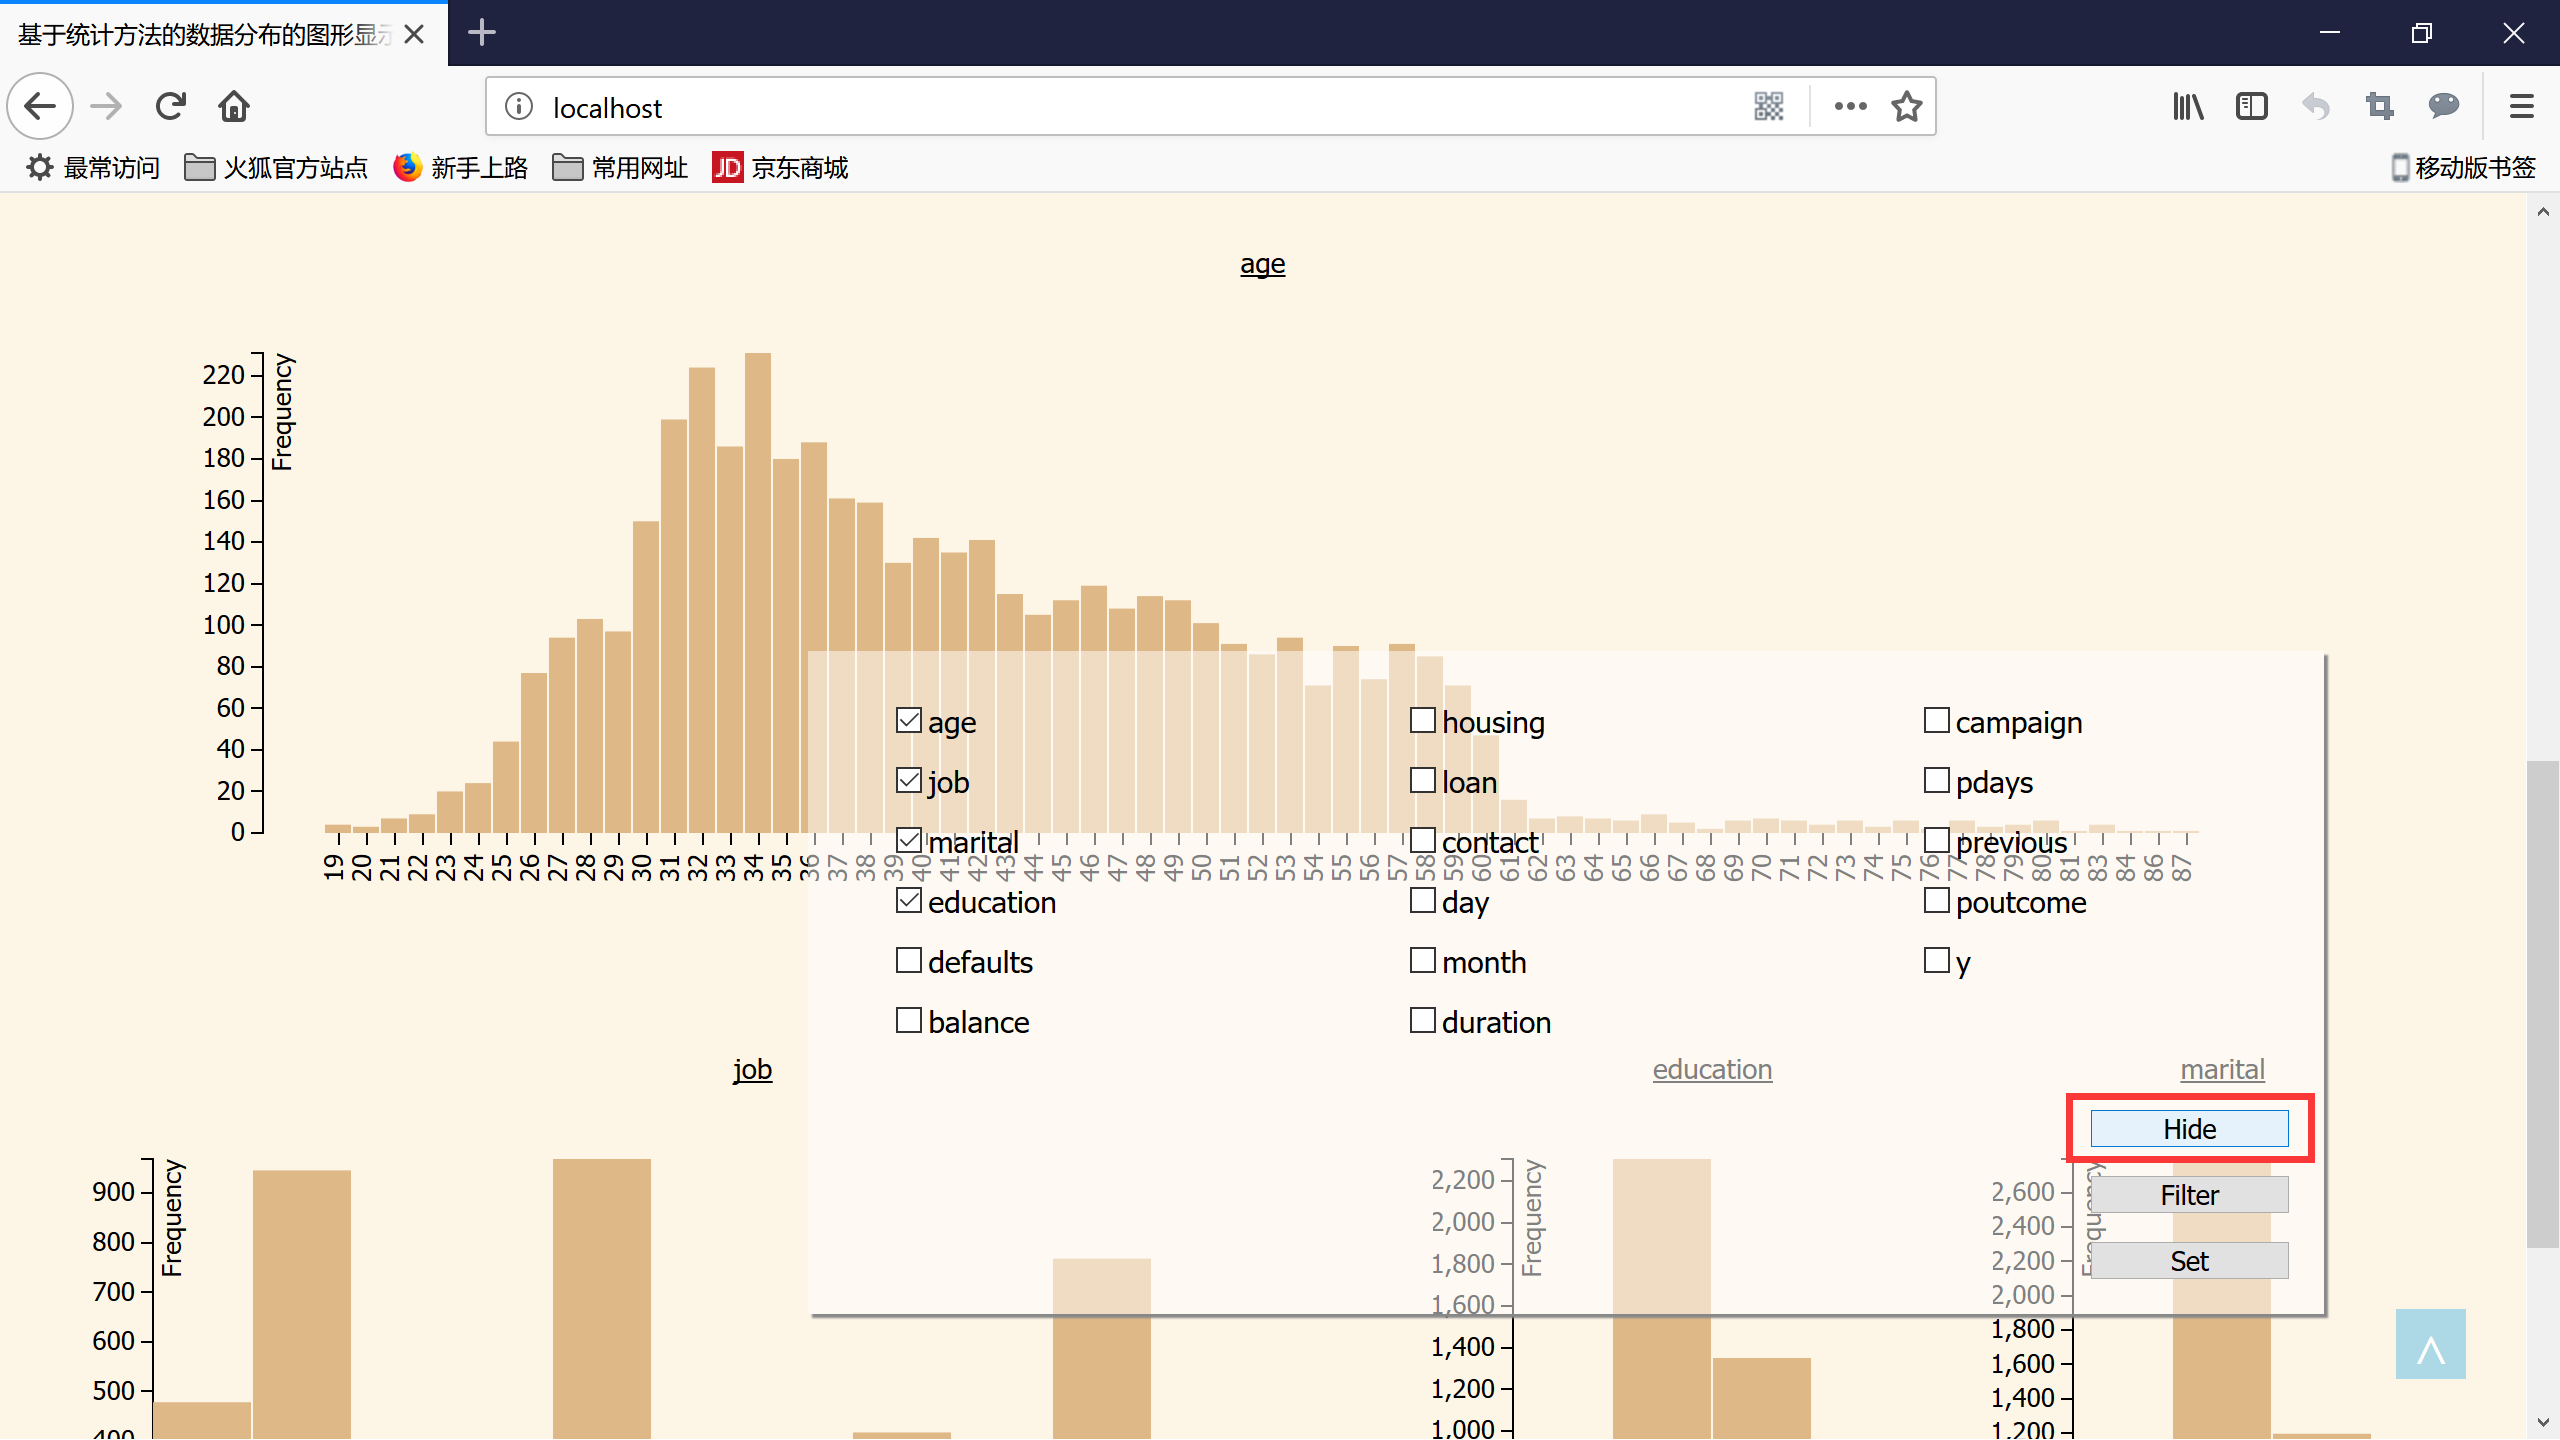 基于统计方法的数据分布的图形显示
localhost
最常访问 火狐官方站点 新手上路 常用网址 JD 京东商城 移动版书签
age
Frequency
220
200
180
160
140
120
100
80
60
40
20
0
19 20 21 22 23 24 25 26 27 28 29 30 31 32 33 34 35 36 37 38 39 40 41 42 43 44 45 46 47 48 49 50 51 52 53 54 55 56 57 58 59 60 61 62 63 64 65 66 67 68 69 70 71 72 73 74 75 76 77 78 79 80 81 83 84 86 87
age housing campaign
job loan pdays
marital contact previous
education day poutcome
defaults month y
balance duration
job education marital
Hide
Filter
Set
Frequency
900
800
700
600
500
400
Frequency
2,200
2,000
1,800
1,600
1,400
1,200
1,000
Frequency
2,600
2,400
2,200
2,000
1,800
1,600
1,400
1,200